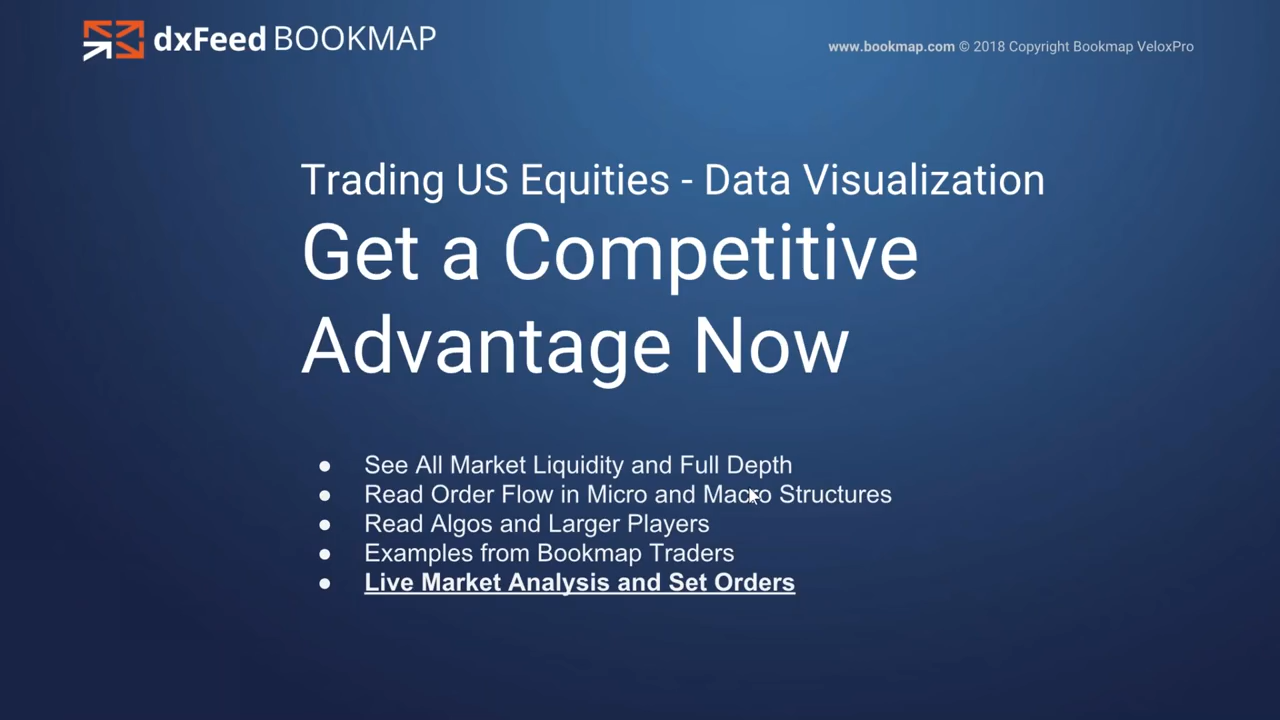 dxFeed BOOKMAP
www.bookmap.com © 2018 Copyright Bookmap VeloxPro
Trading US Equities - Data Visualization
Get a Competitive
Advantage Now
● See All Market Liquidity and Full Depth
● Read Order Flow in Micro and Macro Structures
● Read Algos and Larger Players
● Examples from Bookmap Traders
● Live Market Analysis and Set Orders